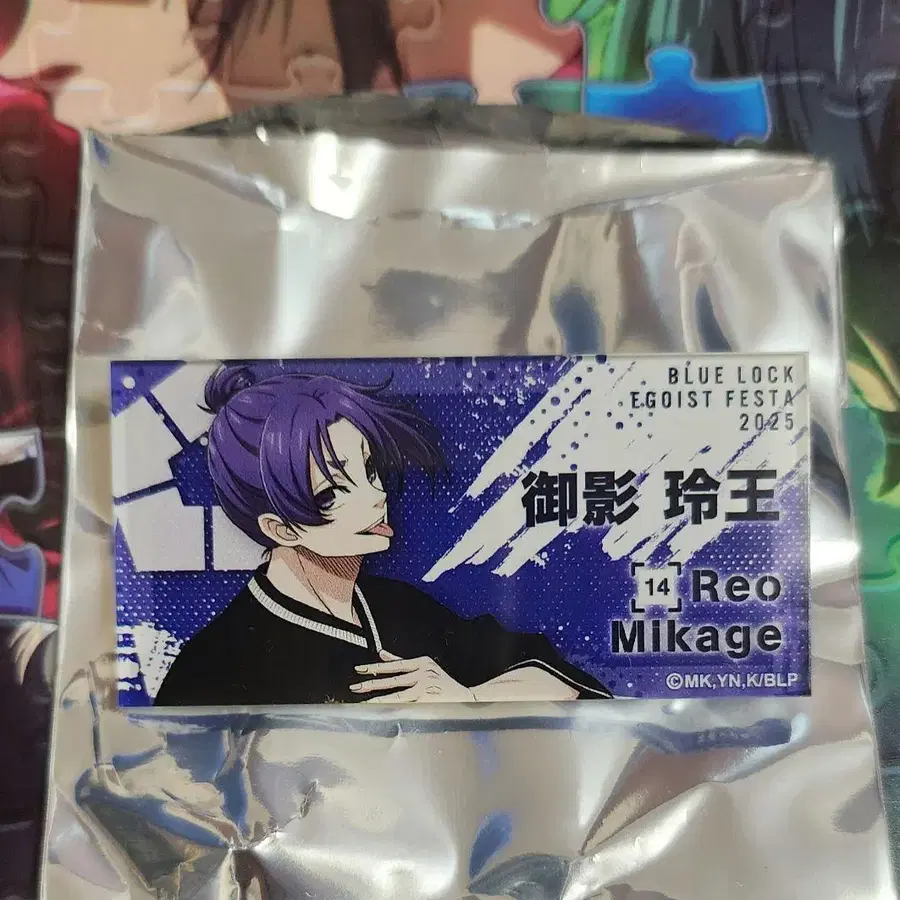 BLUE LOCK
EGOIST FESTA
2025
御影 玲王
14 Reo
Mikage
©MK,YN,K/BLP